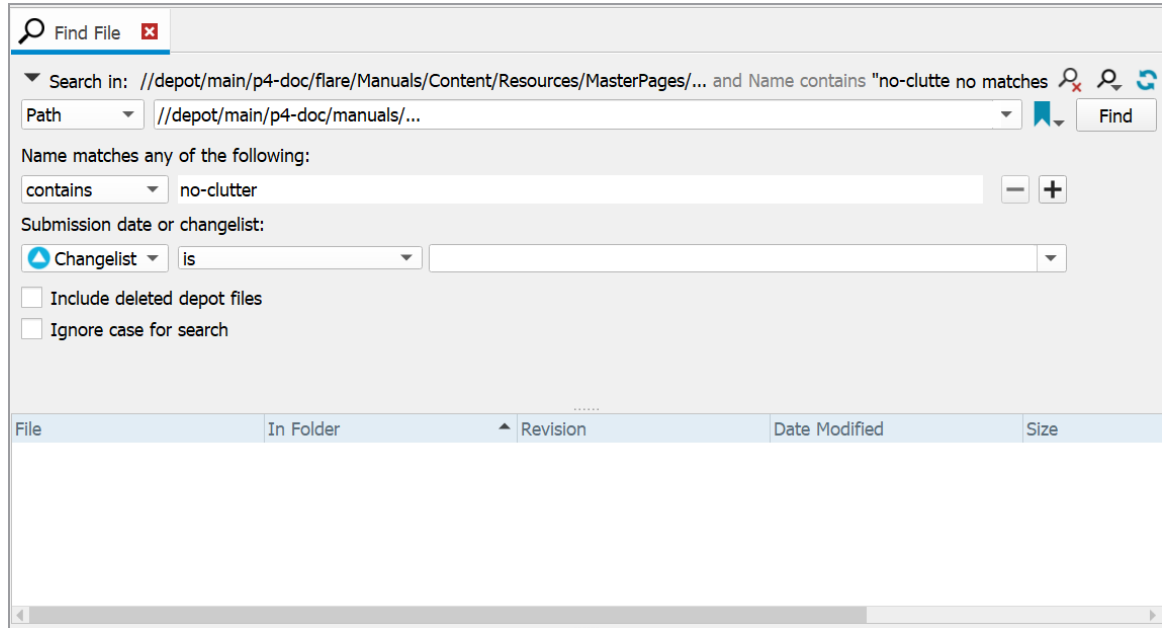 Find File
Search in: //depot/main/p4-doc/flare/Manuals/Content/Resources/MasterPages/... and Name contains "no-clutte no matches
Path //depot/main/p4-doc/manuals/... Find
Name matches any of the following:
contains no-clutter
Submission date or changelist:
Changelist is
Include deleted depot files
Ignore case for search
File In Folder Revision Date Modified Size